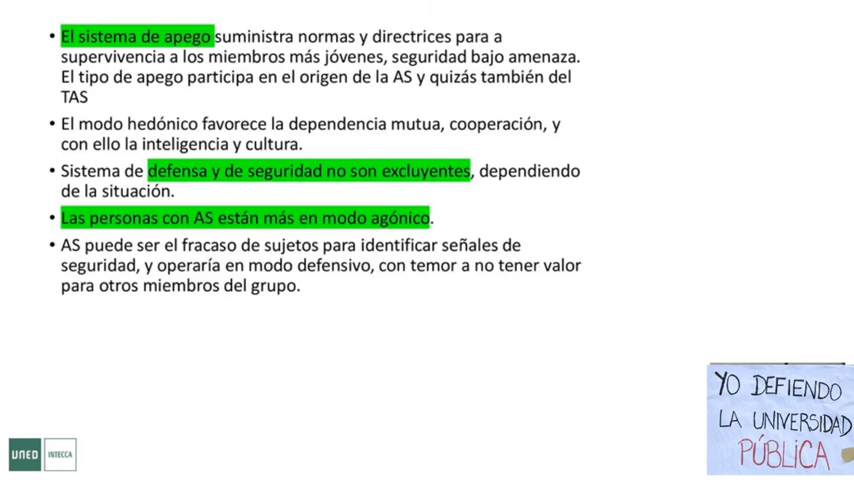 • El sistema de apego suministra normas y directrices para a
supervivencia a los miembros más jóvenes, seguridad bajo amenaza.
El tipo de apego participa en el origen de la AS y quizás también del
TAS
• El modo hedónico favorece la dependencia mutua, cooperación, y
con ello la inteligencia y cultura.
• Sistema de defensa y de seguridad no son excluyentes, dependiendo
de la situación.
• Las personas con AS están más en modo agónico.
• AS puede ser el fracaso de sujetos para identificar señales de
seguridad, y operaría en modo defensivo, con temor a no tener valor
para otros miembros del grupo.
YO DEFIENDO
LA UNIVERSIDAD
PÚBLICA
UNED INTECCA